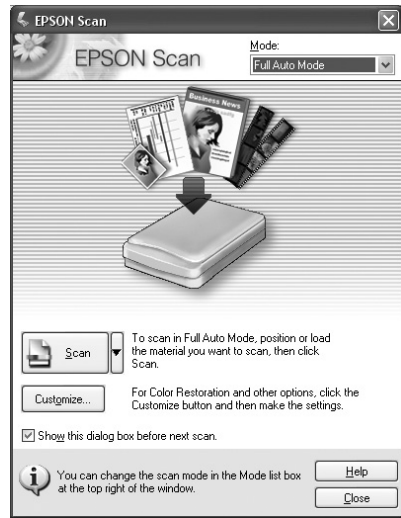 EPSON Scan
EPSON Scan
Mode:
Full Auto Mode
Business News
Scan
To scan in Full Auto Mode, position or load
the material you want to scan, then click
Scan.
Customize...
For Color Restoration and other options, click the
Customize button and then make the settings.
Show this dialog box before next scan.
You can change the scan mode in the Mode list box
at the top right of the window.
Help
Close